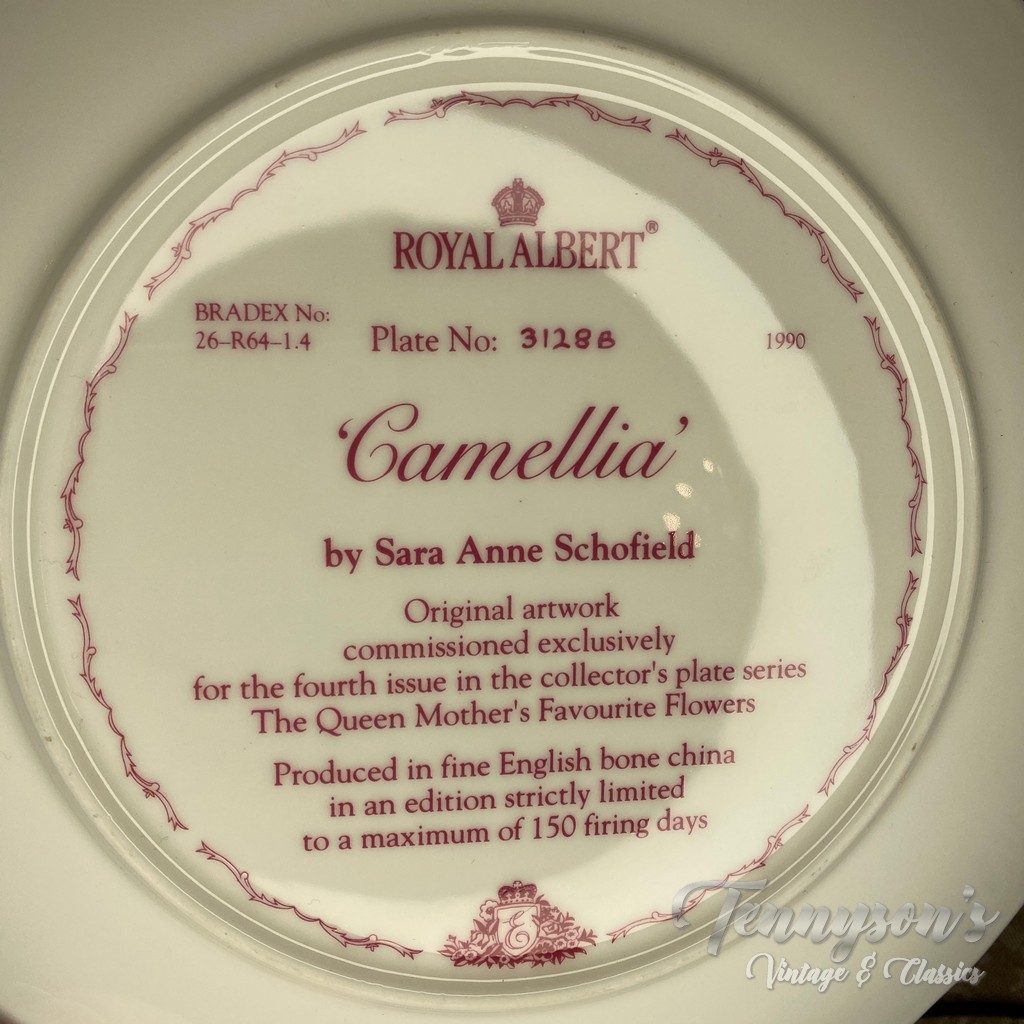 ROYAL ALBERT®
BRADEX No:
26–R64–1.4
Plate No: 3128B
1990
‘Camellia’
by Sara Anne Schofield
Original artwork
commissioned exclusively
for the fourth issue in the collector's plate series
The Queen Mother's Favourite Flowers
Produced in fine English bone china
in an edition strictly limited
to a maximum of 150 firing days
E
Tennyson's
Vintage & Classics